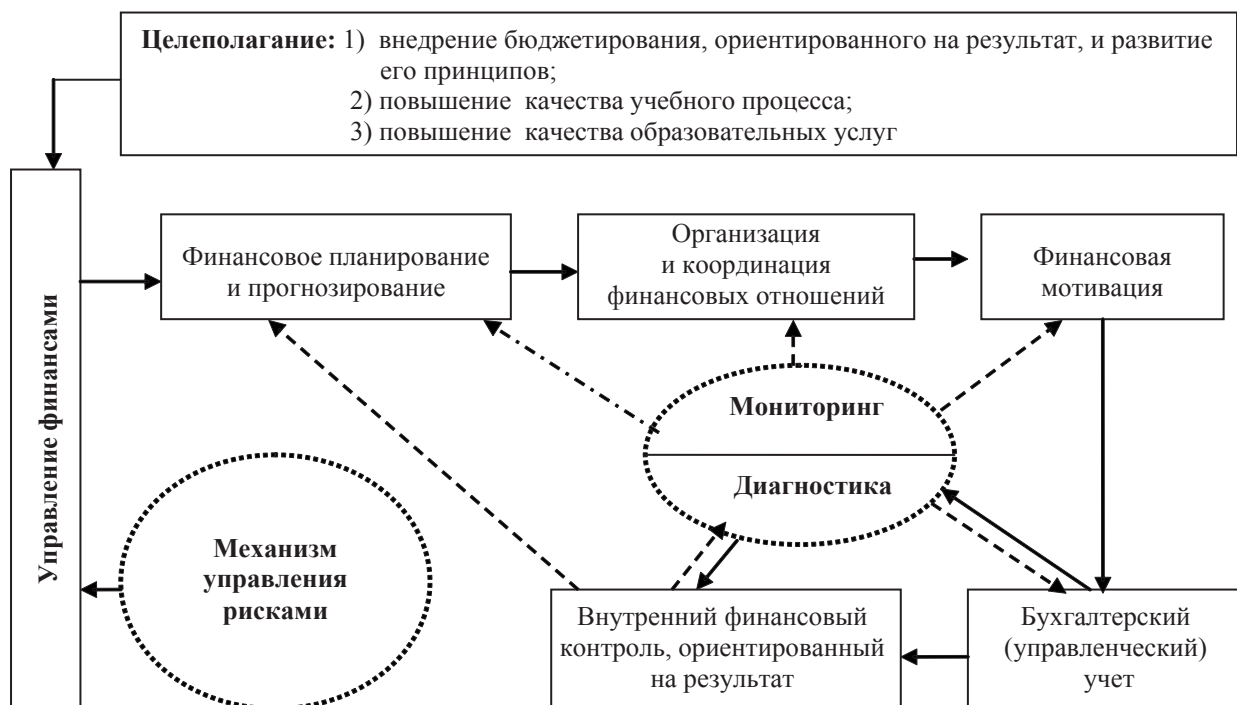 Целеполагание: 1) внедрение бюджетирования, ориентированного на результат, и развитие
его принципов;
2) повышение качества учебного процесса;
3) повышение качества образовательных услуг
Управление финансами
Финансовое планирование
и прогнозирование
Организация
и координация
финансовых отношений
Финансовая
мотивация
Мониторинг
Диагностика
Механизм
управления
рисками
Внутренний финансовый
контроль, ориентированный
на результат
Бухгалтерский
(управленческий)
учет